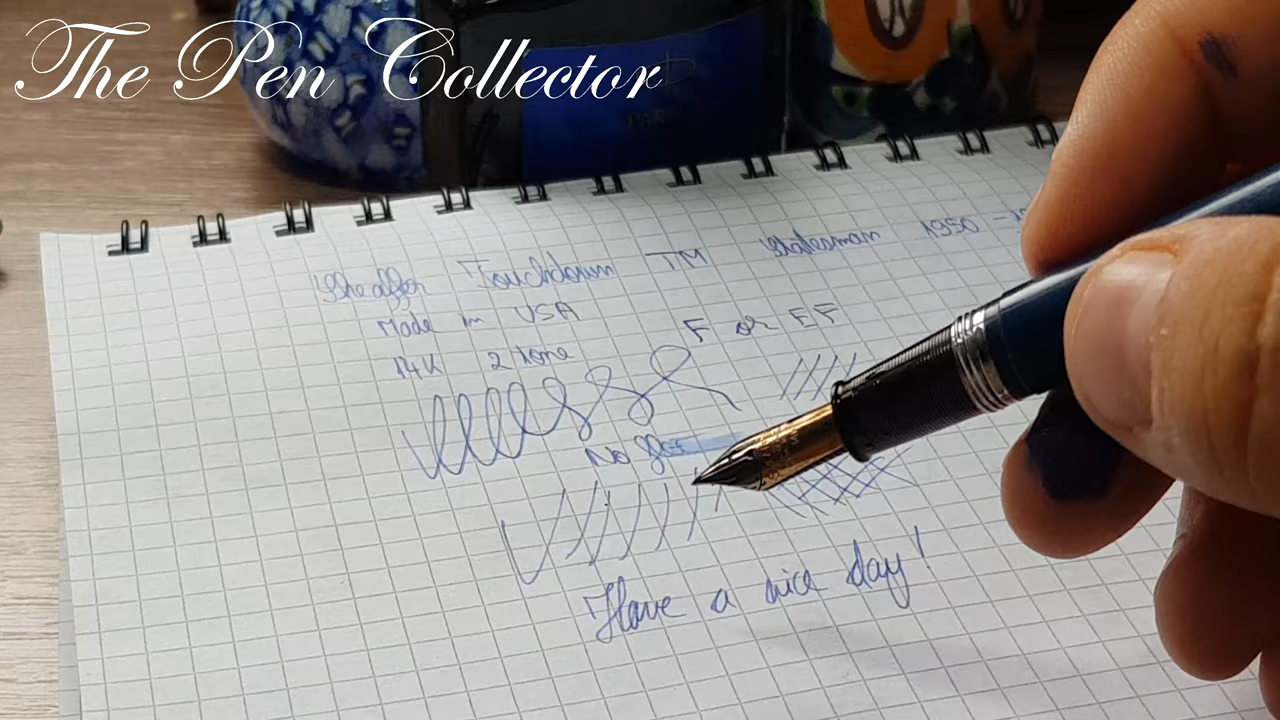 The Pen Collector
PARIS
Sheaffer Touchdown TM Statesman 1950 -
Made in USA
F or EF
14K 2 tone
No
Have a nice day!